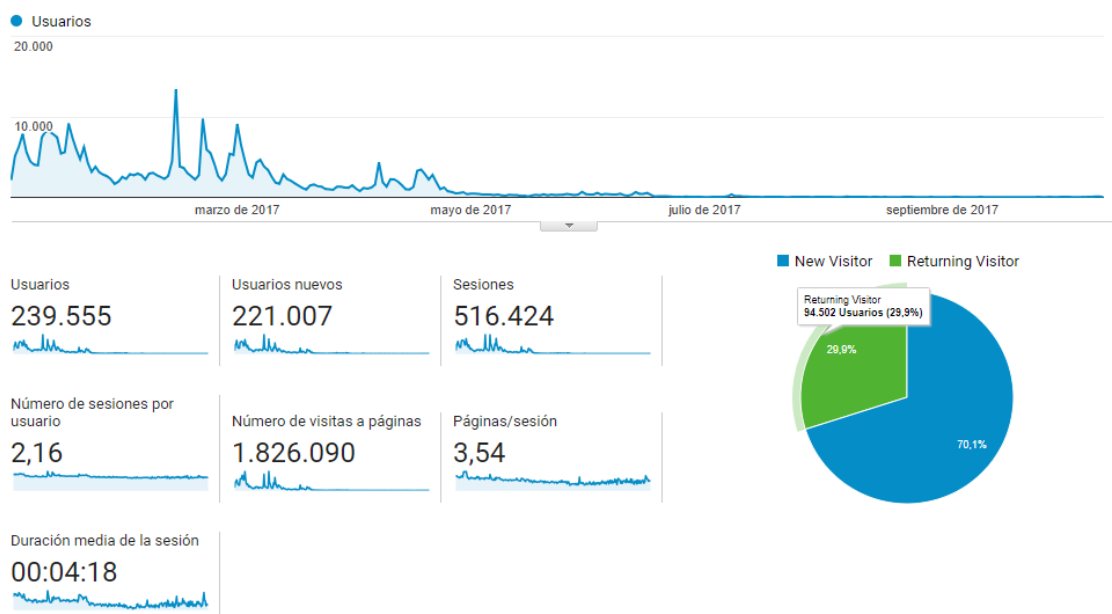 Usuarios
20.000
10.000
marzo de 2017
mayo de 2017
julio de 2017
septiembre de 2017
New Visitor
Returning Visitor
Usuarios
239.555
Usuarios nuevos
221.007
Sesiones
516.424
Returning Visitor
94.502 Usuarios (29,9%)
29,9%
70,1%
Número de sesiones por
usuario
2,16
Número de visitas a páginas
1.826.090
Páginas/sesión
3,54
Duración media de la sesión
00:04:18